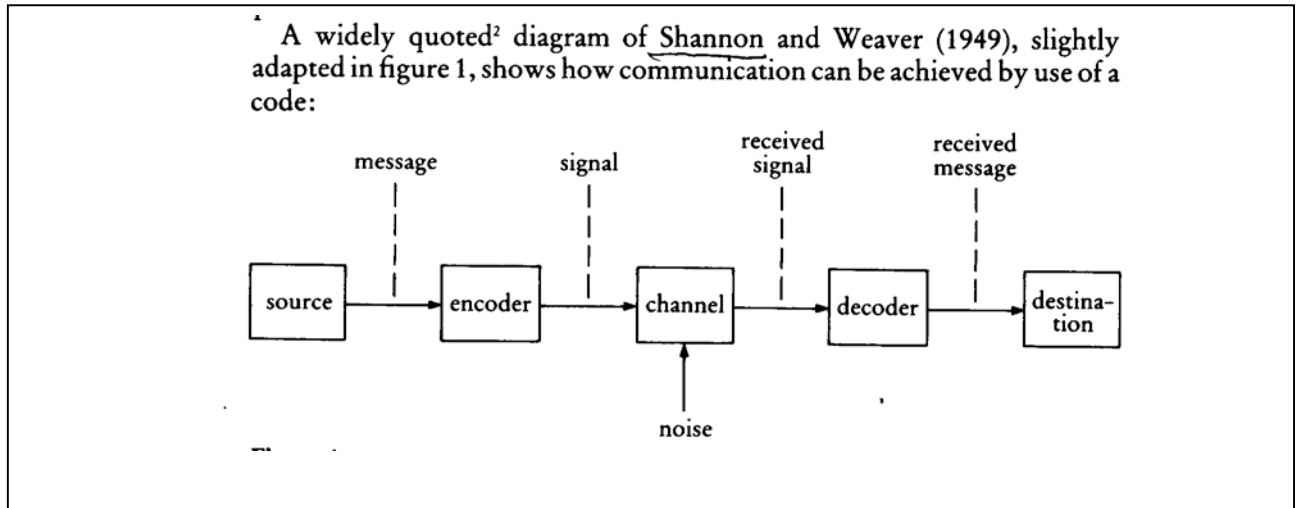 A widely quoted² diagram of Shannon and Weaver (1949), slightly
adapted in figure 1, shows how communication can be achieved by use of a
code:
message
signal
received
signal
received
message
source
encoder
channel
decoder
destina-
tion
noise